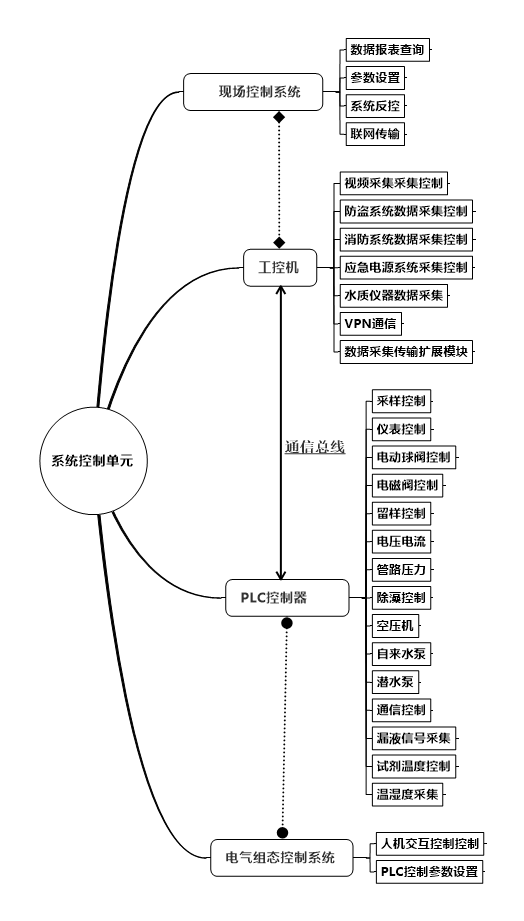 数据报表查询
现场控制系统
参数设置
系统反控
联网传输
视频采集采集控制
防盗系统数据采集控制
消防系统数据采集控制
工控机
应急电源系统采集控制
水质仪器数据采集
VPN通信
数据采集传输扩展模块
采样控制
仪表控制
通信总线
电动球阀控制
系统控制单元
电磁阀控制
留样控制
电压电流
管路压力
PLC控制器
除藻控制
空压机
自来水泵
潜水泵
通信控制
漏液信号采集
试剂温度控制
温湿度采集
人机交互控制控制
电气组态控制系统
PLC控制参数设置